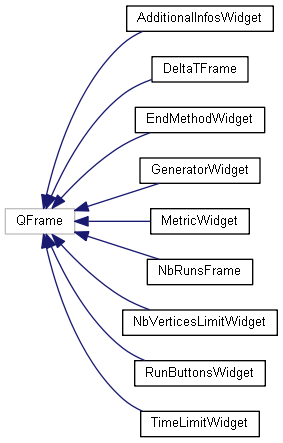 AdditionalInfosWidget
DeltaTFrame
EndMethodWidget
GeneratorWidget
QFrame
MetricWidget
NbRunsFrame
NbVerticesLimitWidget
RunButtonsWidget
TimeLimitWidget